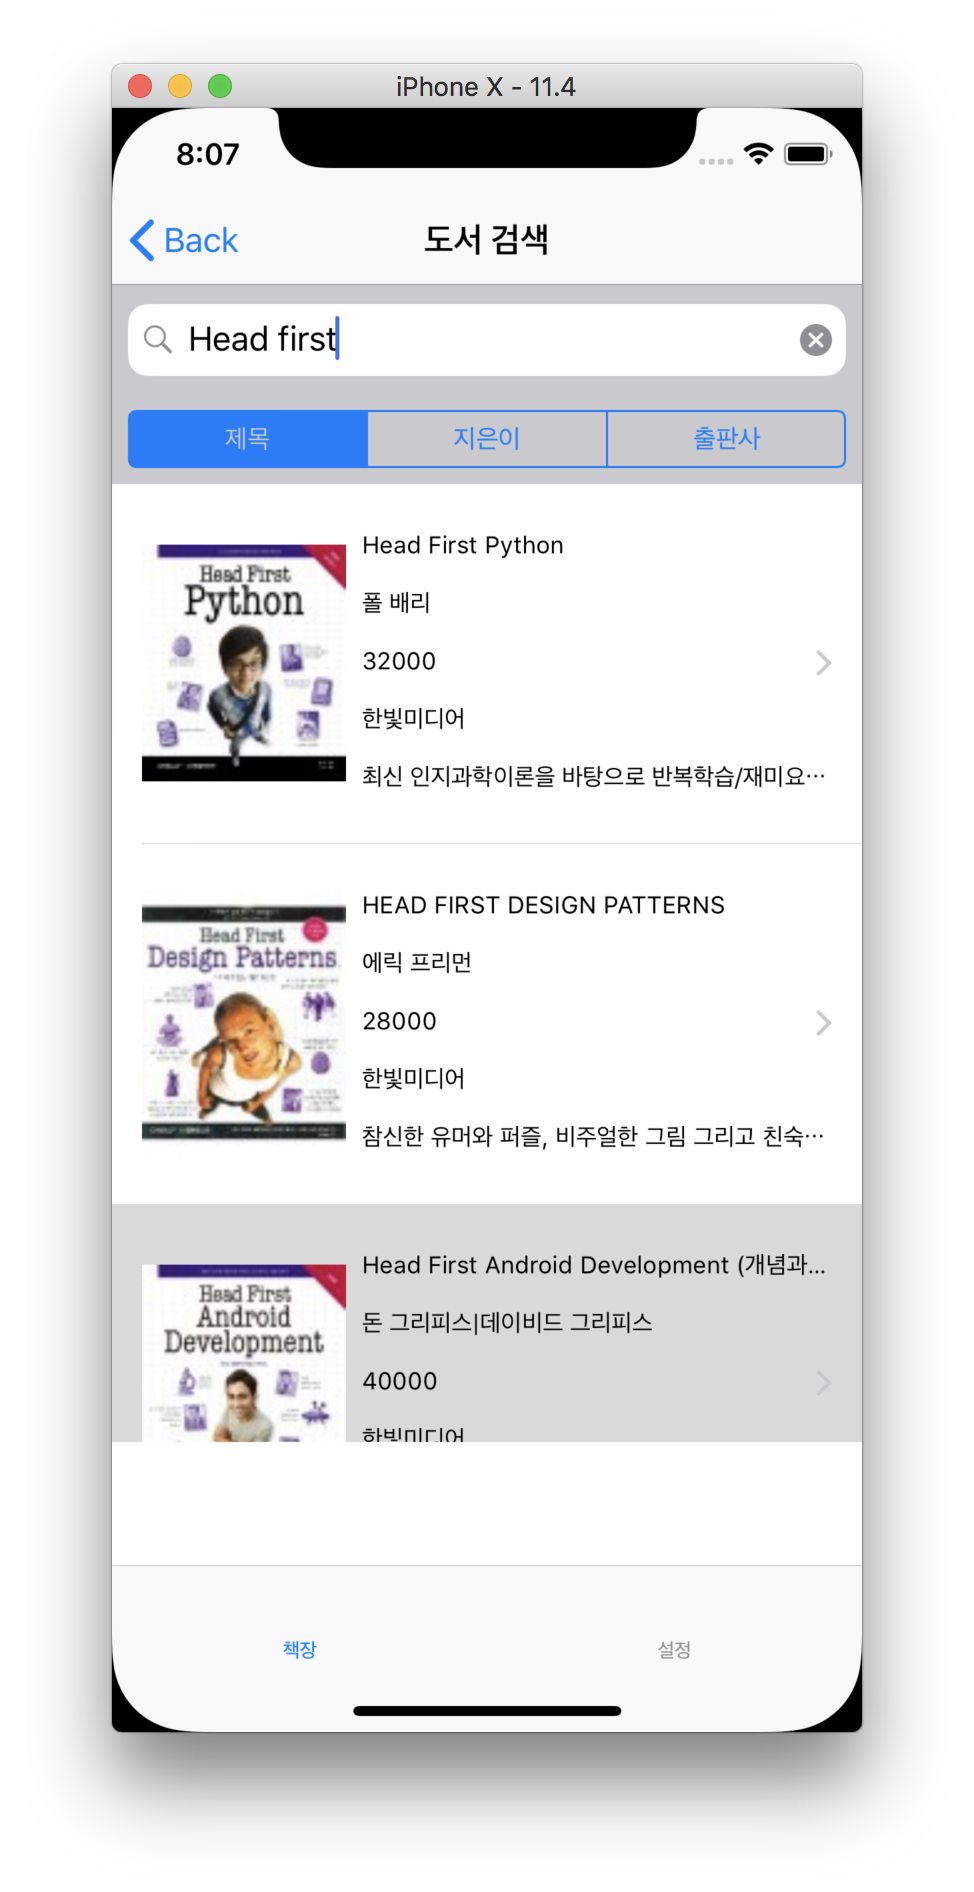 iPhone X - 11.4
8:07
Back
도서 검색
Head first
제목
지은이
출판사
Head First
Python
Head First Python
폴 배리
32000
한빛미디어
최신 인지과학이론을 바탕으로 반복학습/재미요…
Head First
Design Patterns
HEAD FIRST DESIGN PATTERNS
에릭 프리먼
28000
한빛미디어
참신한 유머와 퍼즐, 비주얼한 그림 그리고 친숙…
Head First
Android
Development
Head First Android Development (개념과...
돈 그리피스|데이비드 그리피스
40000
한빛미디어
책장
설정